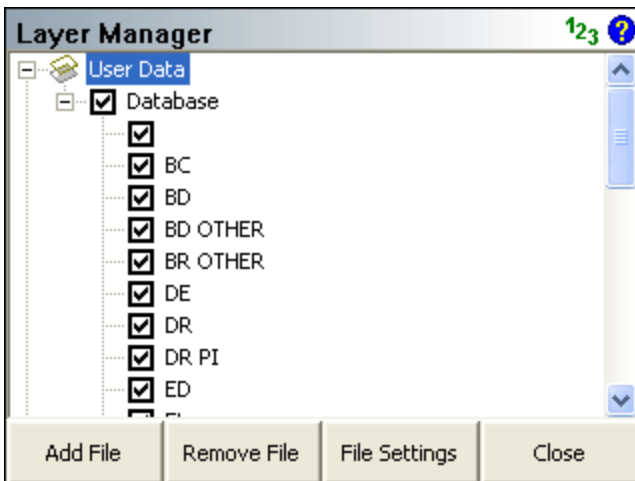 Layer Manager 123 ?
User Data
Database
BC
BD
BD OTHER
BR OTHER
DE
DR
DR PI
ED
Add File Remove File File Settings Close